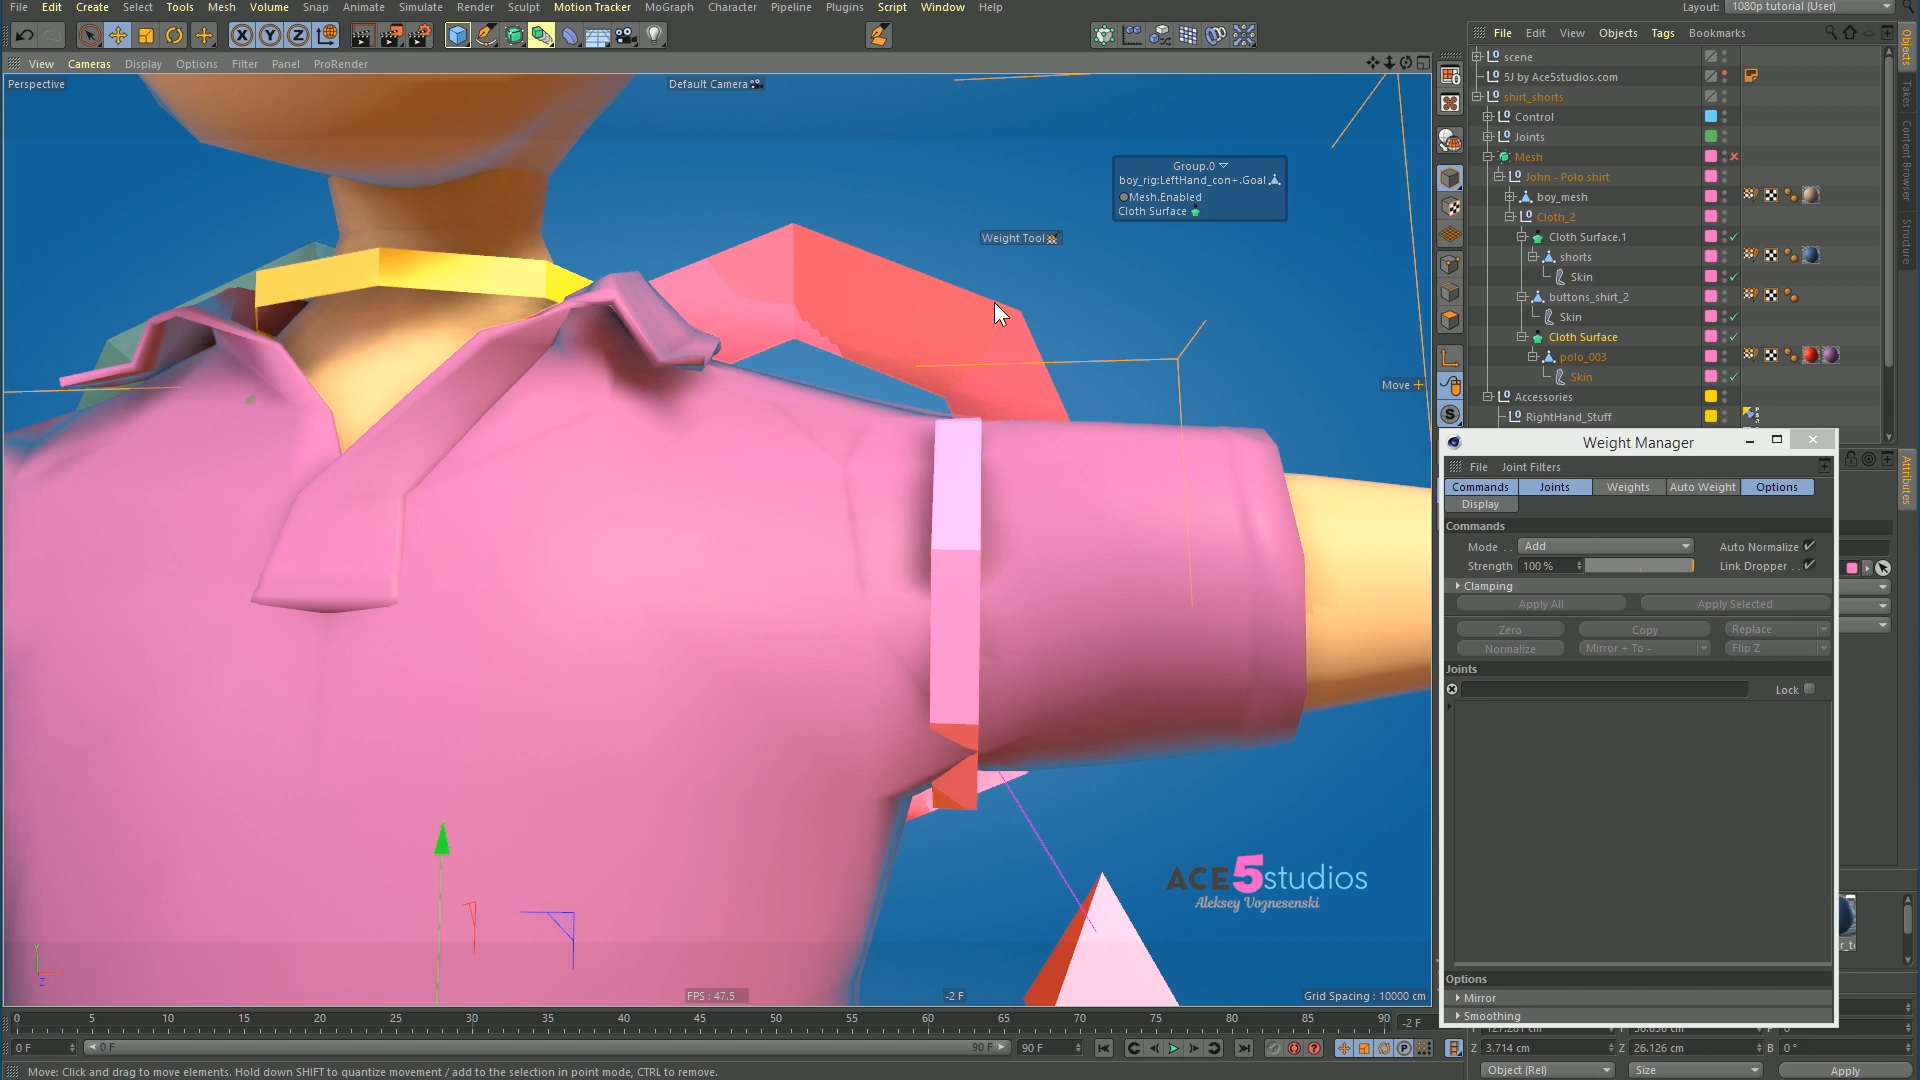 File Edit Create Select Tools Mesh Volume Snap Animate Simulate Render Sculpt Motion Tracker MoGraph Character Pipeline Plugins Script Window Help
Layout: 1080p tutorial (User)
View Cameras Display Options Filter Panel ProRender
File Edit View Objects Tags Bookmarks
Perspective
Default Camera
scene
5J by Ace5studios.com
shirt_shorts
Control
Joints
Mesh
John - Polo shirt
boy_mesh
Cloth_2
Cloth Surface.1
shorts
Skin
buttons_shirt_2
Skin
Cloth Surface
polo_003
Skin
Accessories
RightHand_Stuff
Objects
Takes
Content Browser
Structure
Attributes
Group.0
boy_rig:LeftHand_con+.Goal
Mesh.Enabled
Cloth Surface
Weight Tool
Move
Weight Manager
File Joint Filters
Commands Joints Weights Auto Weight Options
Display
Commands
Mode . . Add Auto Normalize
Strength 100 % Link Dropper . .
Clamping
Apply All Apply Selected
Zero Copy Replace
Normalize Mirror + To - Flip Z
Joints
Lock
Options
Mirror
Smoothing
ACE5studios
Aleksey Voznesenski
FPS : 47.5
-2 F
Grid Spacing : 10000 cm
Y
X
Z
0 5 10 15 20 25 30 35 40 45 50 55 60 65 70 75 80 85 90
-2 F
0 F 0 F 90 F 90 F
Z 3.714 cm Z 26.126 cm B 0 °
Object (Rel) Size Apply
Move: Click and drag to move elements. Hold down SHIFT to quantize movement / add to the selection in point mode, CTRL to remove.